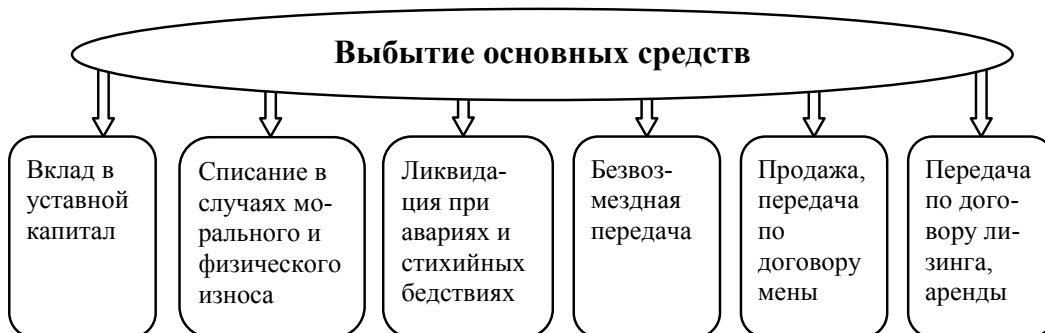 Выбытие основных средств
Вклад в
уставной
капитал
Списание в
случаях мо-
рального и
физического
износа
Ликвида-
ция при
авариях и
стихийных
бедствиях
Безвоз-
мездная
передача
Продажа,
передача
по
договору
мены
Передача
по дого-
вору ли-
зинга,
аренды